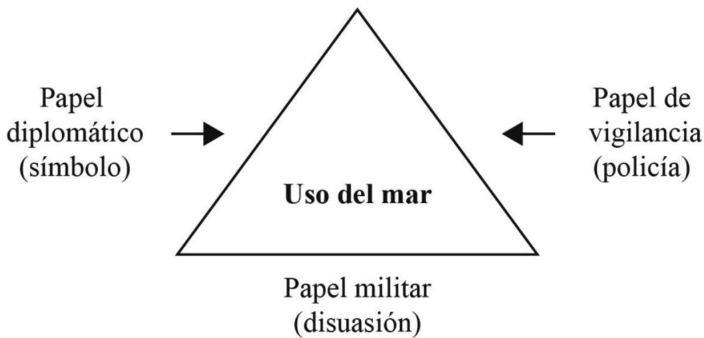 Papel
diplomático
(símbolo)
Papel de
vigilancia
(policía)
Uso del mar
Papel militar
(disuasión)